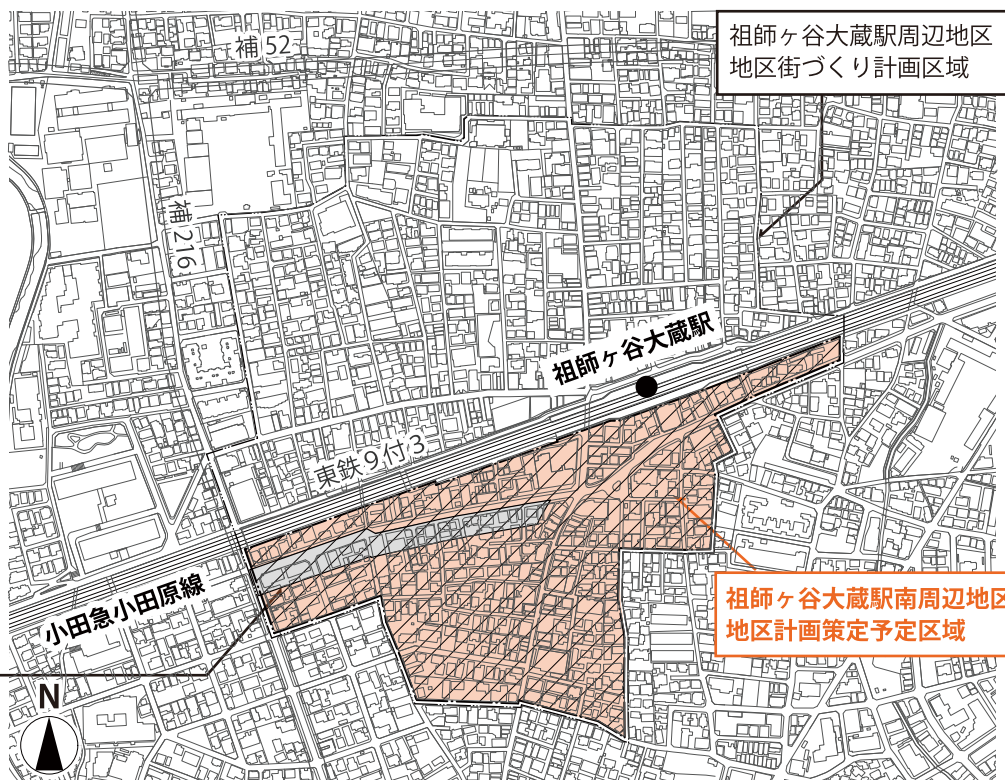 補52
祖師ヶ谷大蔵駅周辺地区
地区街づくり計画区域
補216
祖師ヶ谷大蔵駅
東鉄9付3
小田急小田原線
祖師ヶ谷大蔵駅南周辺地区
地区計画策定予定区域
N